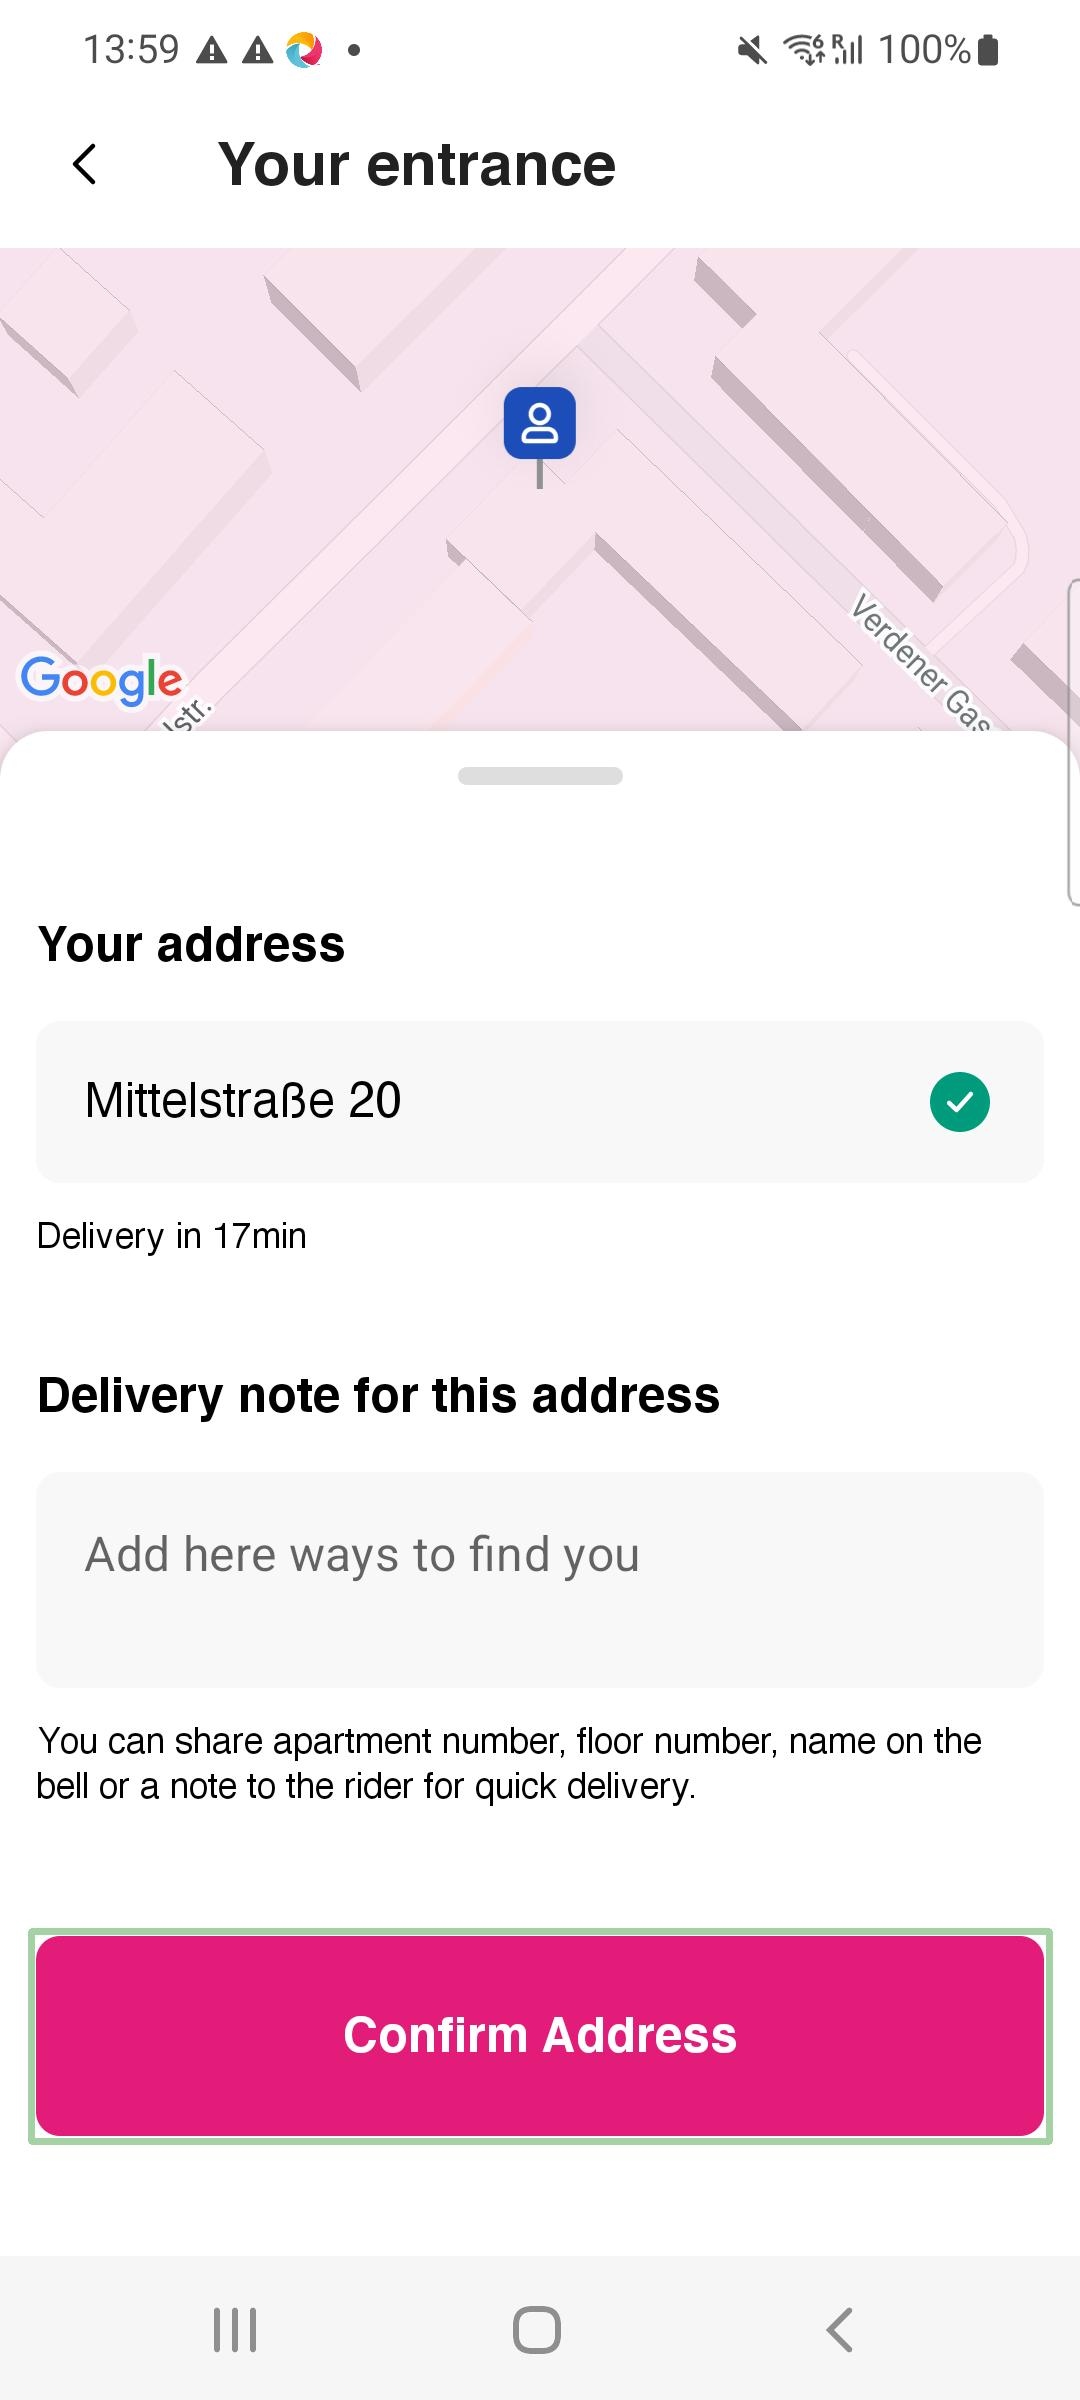 13:59
6 R 100%
Your entrance
Verdener Gas
Google
lstr.
Your address
Mittelstraße 20
Delivery in 17min
Delivery note for this address
Add here ways to find you
You can share apartment number, floor number, name on the
bell or a note to the rider for quick delivery.
Confirm Address